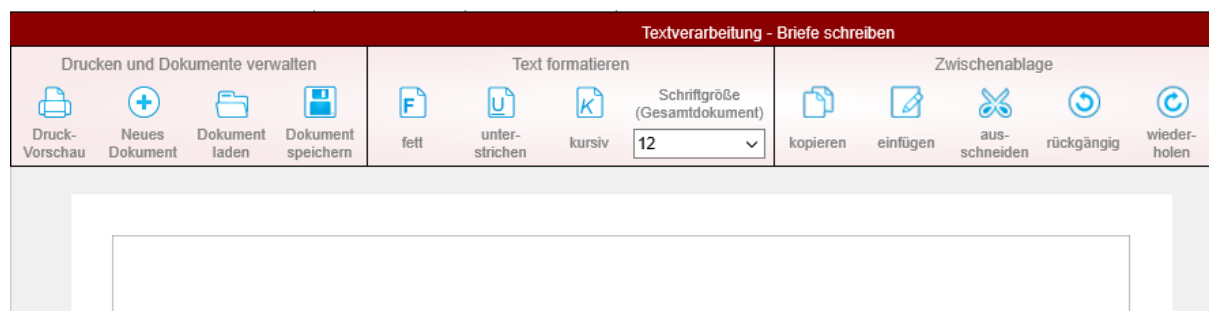 Textverarbeitung - Briefe schreiben
Drucken und Dokumente verwalten
Druck-
Vorschau
Neues
Dokument
Dokument
laden
Dokument
speichern
Text formatieren
F
fett
U
unter-
strichen
K
kursiv
Schriftgröße
(Gesamtdokument)
12
Zwischenablage
kopieren
einfügen
aus-
schneiden
rückgängig
wieder-
holen